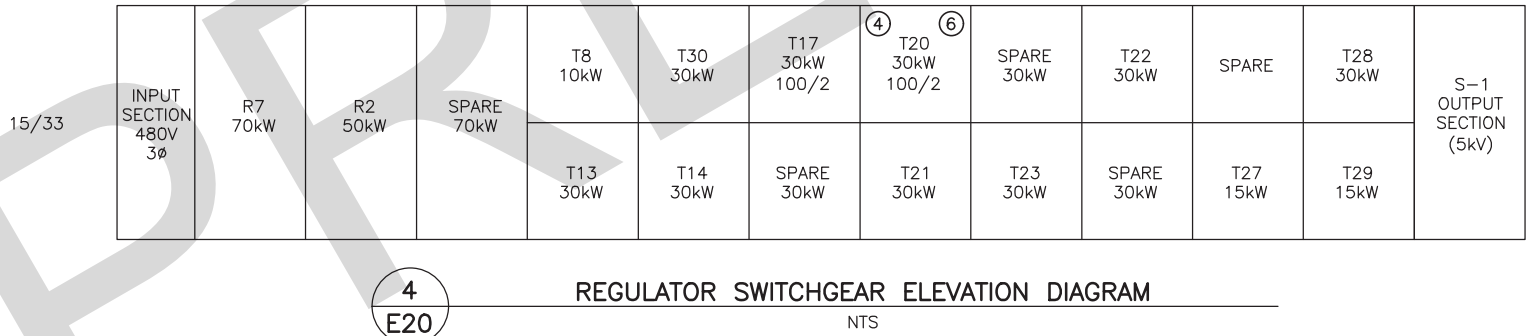 15/33
INPUT
SECTION
480V
3ø
R7
70kW
R2
50kW
SPARE
70kW
T8
10kW
T30
30kW
T17
30kW
100/2
4
6
T20
30kW
100/2
SPARE
30kW
T22
30kW
SPARE
T28
30kW
T13
30kW
T14
30kW
SPARE
30kW
T21
30kW
T23
30kW
SPARE
30kW
T27
15kW
T29
15kW
S-1
OUTPUT
SECTION
(5kV)
4
E20
REGULATOR SWITCHGEAR ELEVATION DIAGRAM
NTS